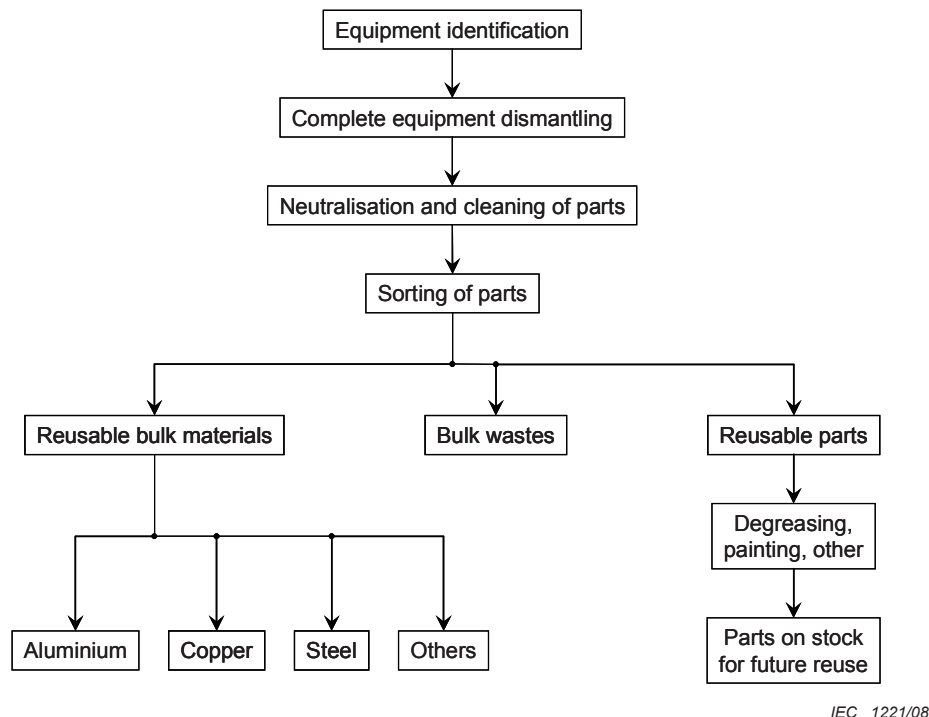 Equipment identification
Complete equipment dismantling
Neutralisation and cleaning of parts
Sorting of parts
Reusable bulk materials
Bulk wastes
Reusable parts
Degreasing,
painting, other
Aluminium
Copper
Steel
Others
Parts on stock
for future reuse
IEC 1221/08